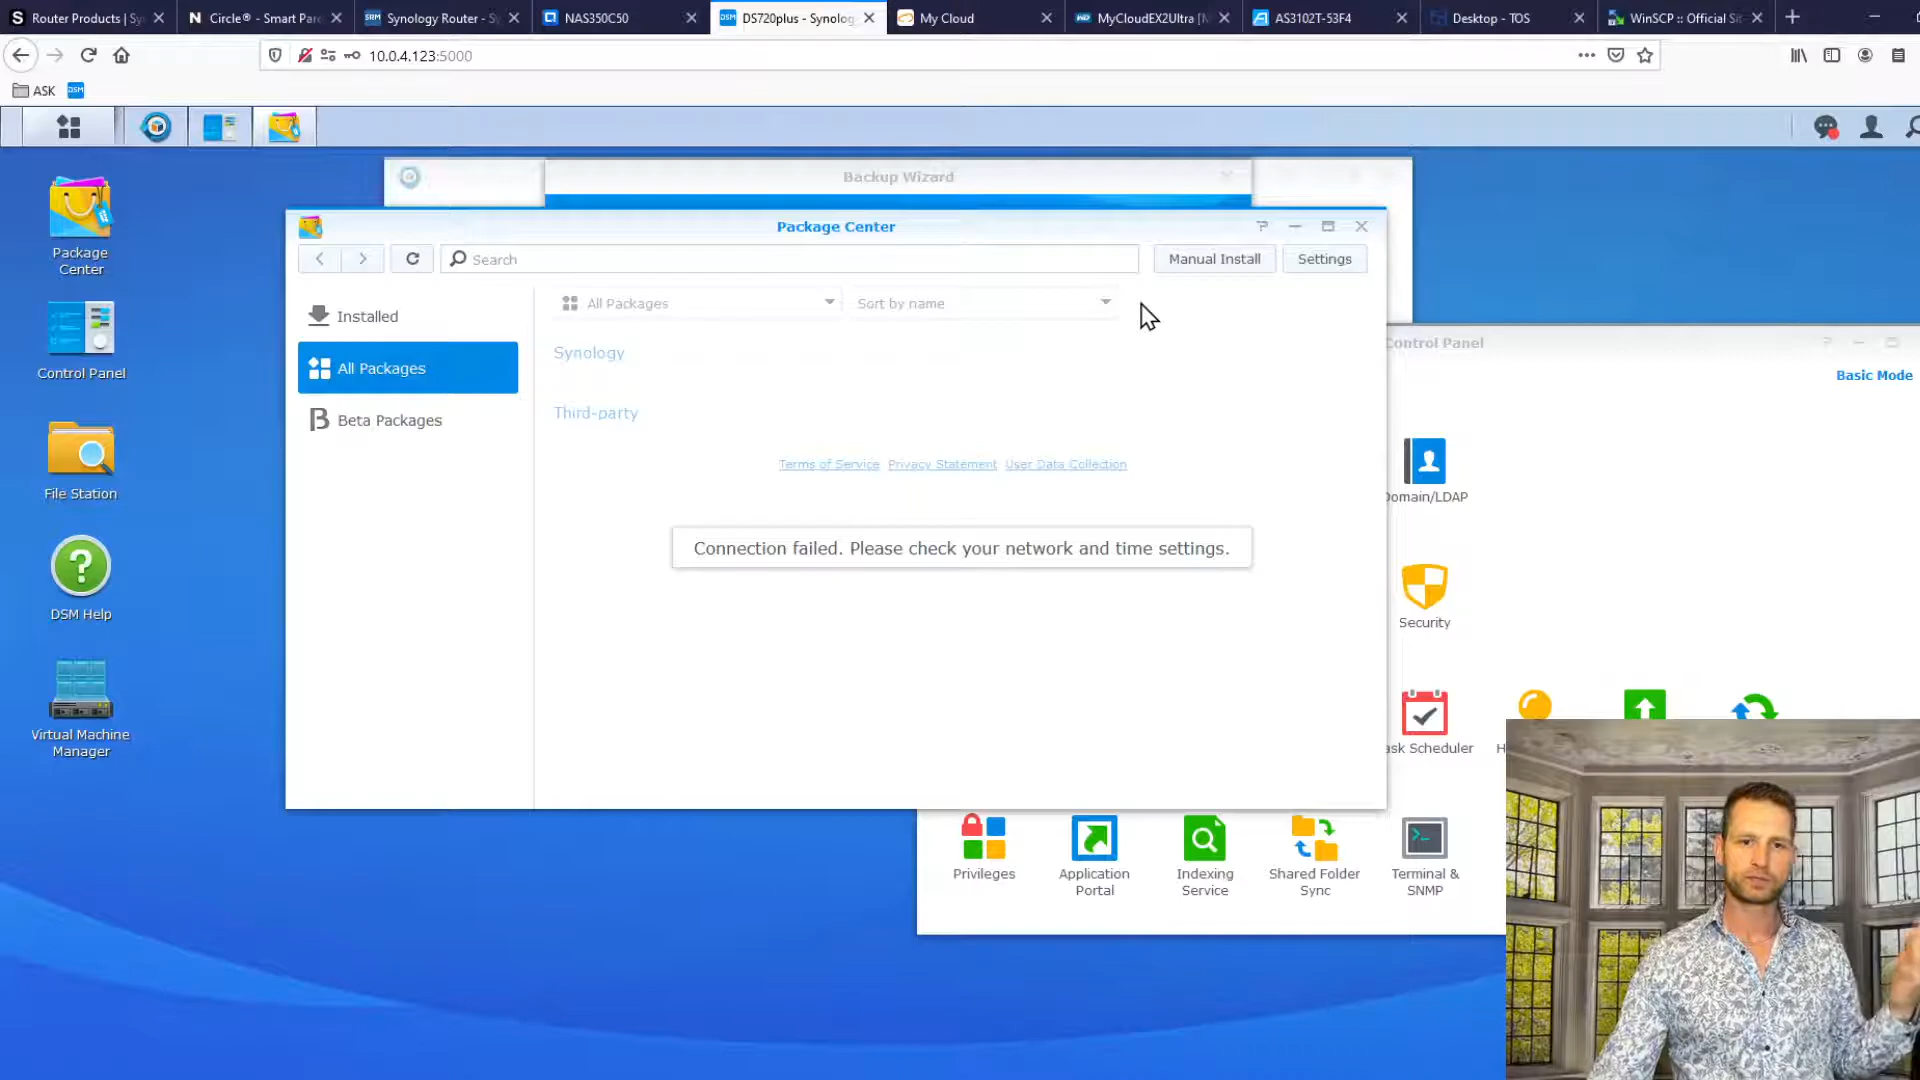 Router Products | Sy
Circle® - Smart Pare
Synology Router - Sy
NAS350C50
DS720plus - Synolog
My Cloud
MyCloudEX2Ultra [M
AS3102T-53F4
Desktop - TOS
WinSCP :: Official Sit
10.0.4.123:5000
ASK
DSM
Backup Wizard
Package Center
Search
Manual Install
Settings
Installed
All Packages
Beta Packages
All Packages
Sort by name
Synology
Third-party
Terms of Service Privacy Statement User Data Collection
Connection failed. Please check your network and time settings.
Package
Center
Control Panel
File Station
DSM Help
Virtual Machine
Manager
Control Panel
Basic Mode
Domain/LDAP
Security
ask Scheduler
H
Privileges
Application
Portal
Indexing
Service
Shared Folder
Sync
Terminal &
SNMP